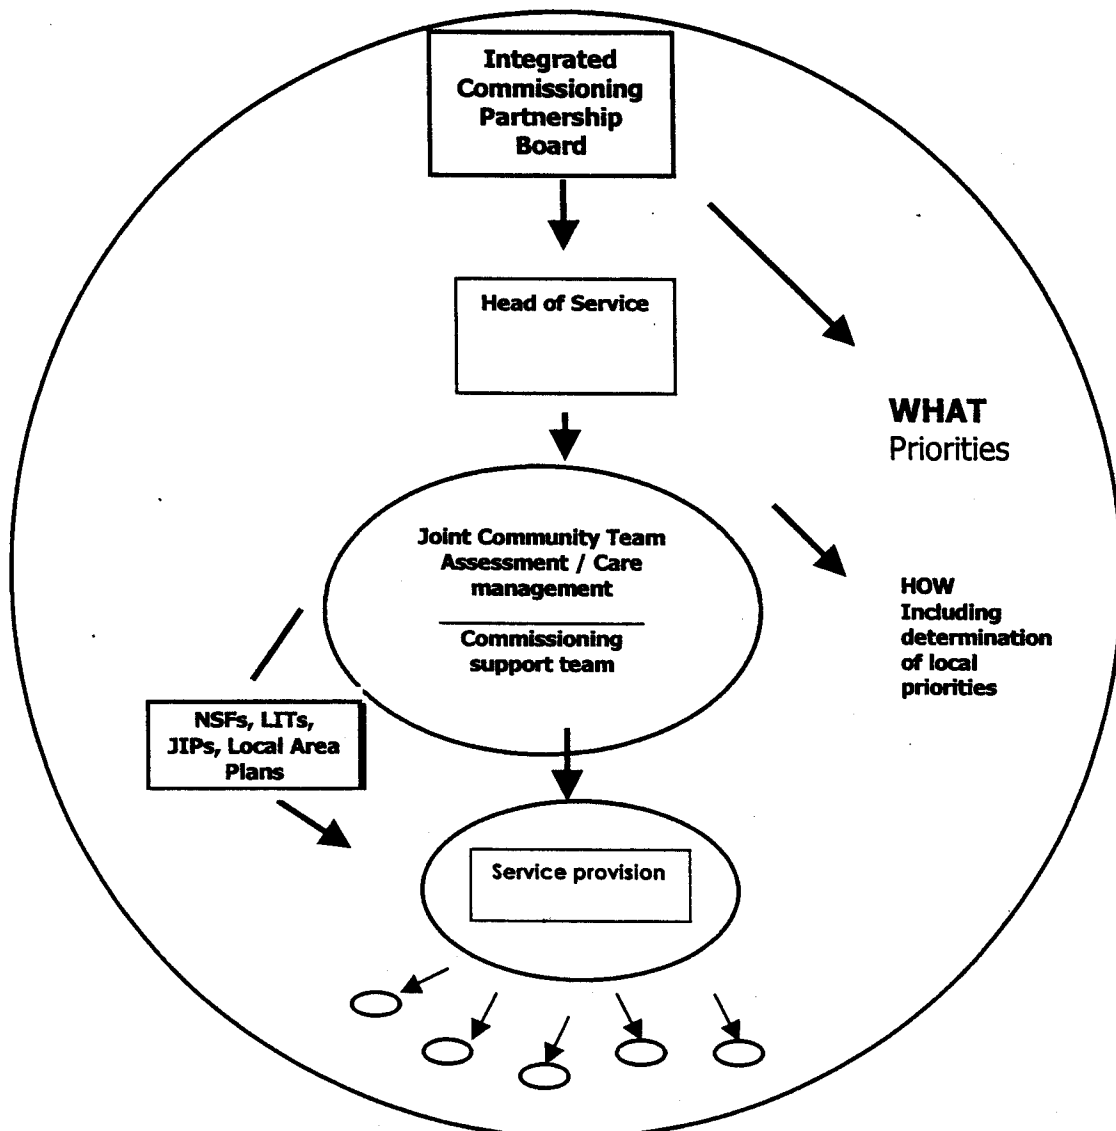 Integrated
Commissioning
Partnership
Board
Head of Service
WHAT
Priorities
Joint Community Team
Assessment / Care
management
Commissioning
support team
HOW
Including
determination
of local
priorities
NSFs, LITs,
JIPs, Local Area
Plans
Service provision